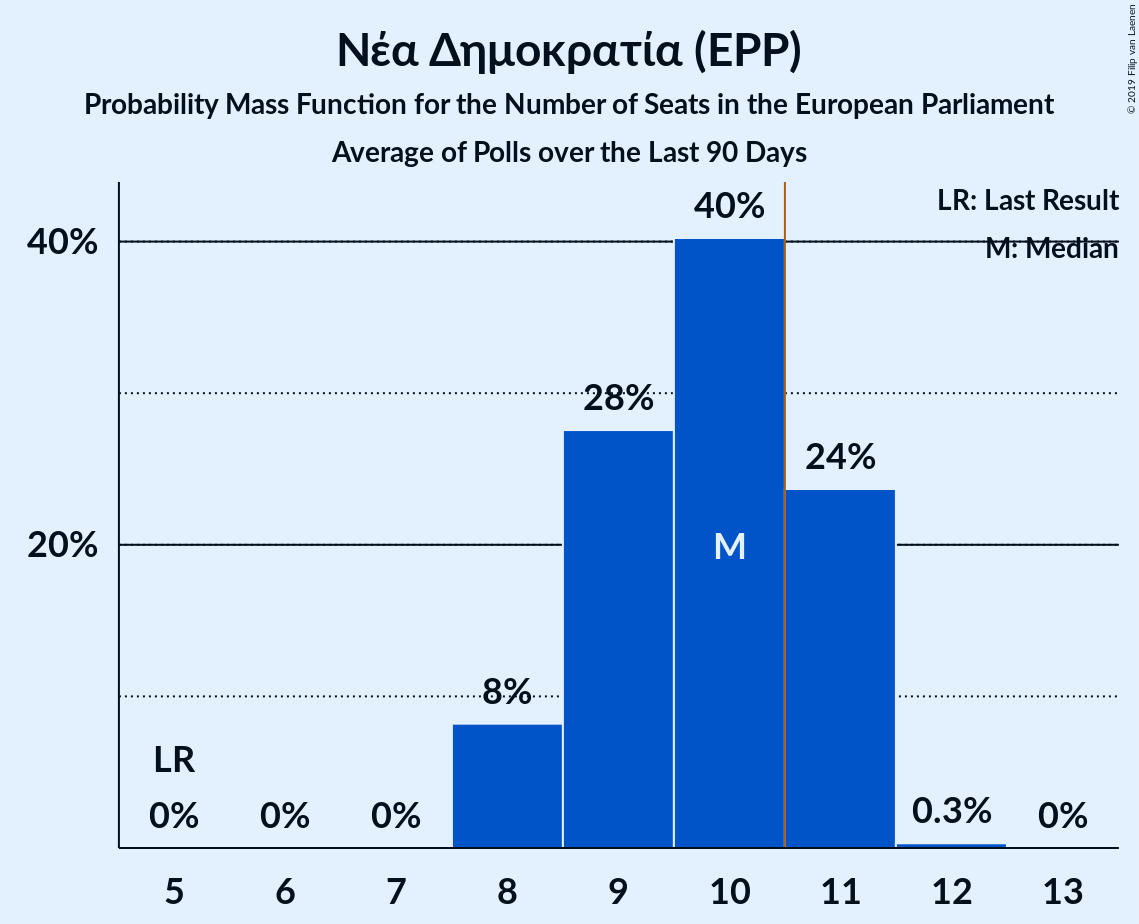 Νέα Δημοκρατία (EPP)
Probability Mass Function for the Number of Seats in the European Parliament
Average of Polls over the Last 90 Days
© 2019 Filip van Laenen
LR: Last Result
M: Median
40%
20%
LR
0%
0%
0%
8%
28%
40%
M
24%
0.3%
0%
5 6 7 8 9 10 11 12 13